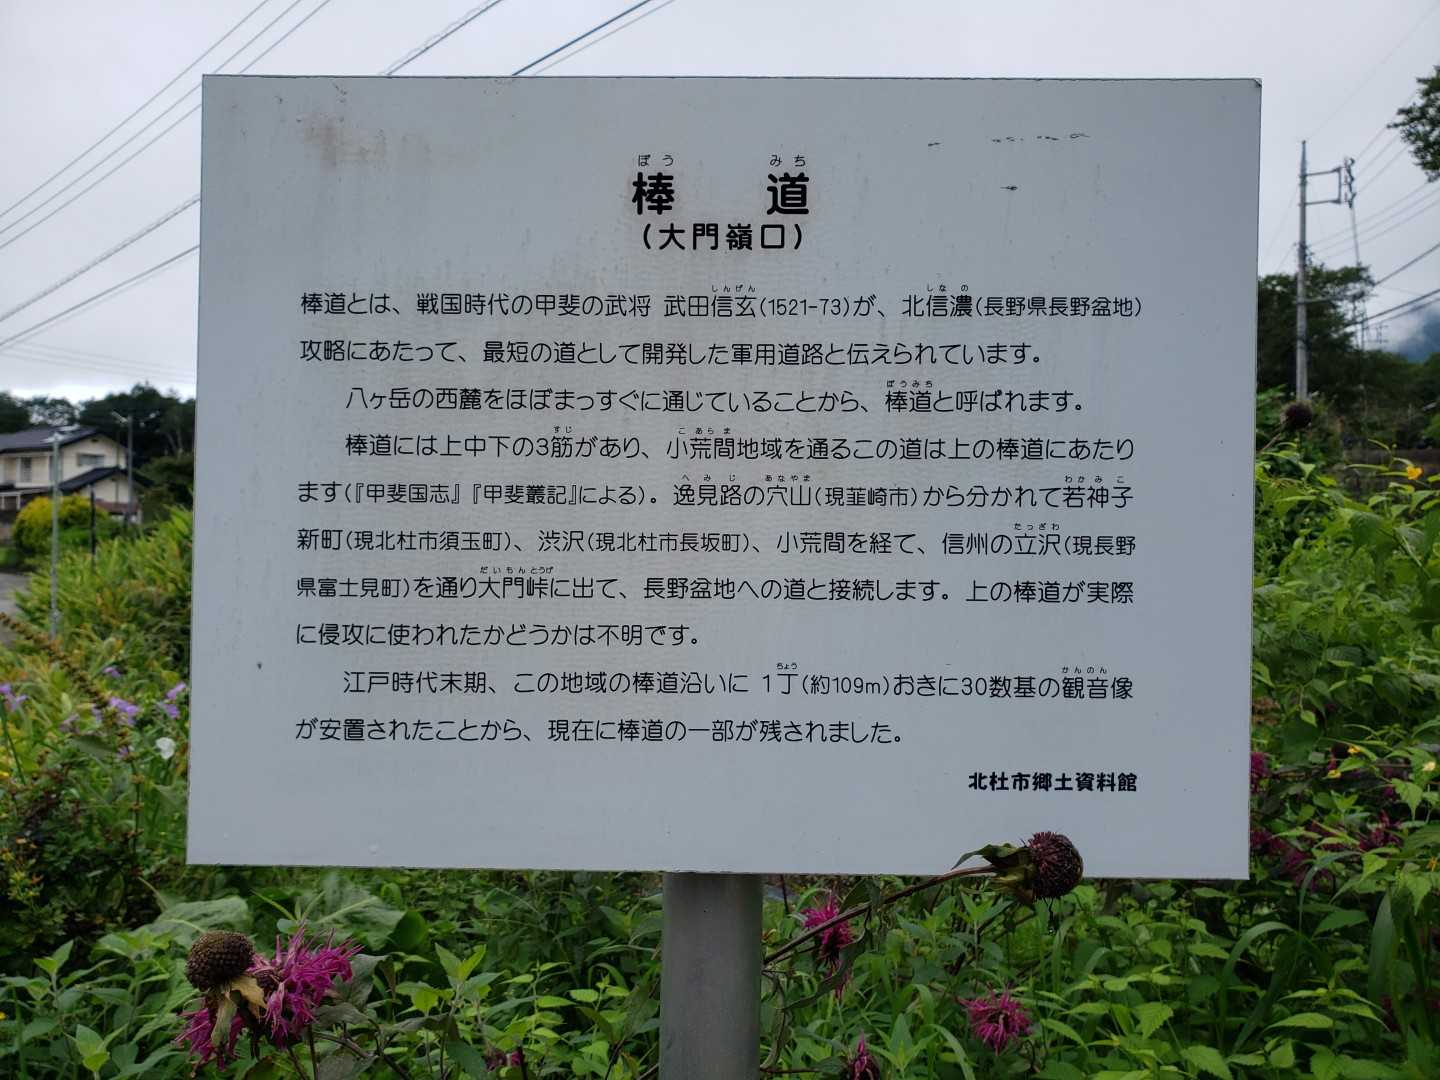 ぼう みち
棒 道
(大門嶺口)
しんげん しなの
棒道とは、戦国時代の甲斐の武将 武田信玄(1521-73)が、北信濃(長野県長野盆地)
攻略にあたって、最短の道として開発した軍用道路と伝えられています。
ぼうみち
八ヶ岳の西麓をほぼまっすぐに通じていることから、棒道と呼ばれます。
すじ こあらま
棒道には上中下の3筋があり、小荒間地域を通るこの道は上の棒道にあたり
へみじ あなやま わかみこ
ます(『甲斐国志』『甲斐叢記』による)。逸見路の穴山(現韮崎市)から分かれて若神子
たつざわ
新町(現北杜市須玉町)、渋沢(現北杜市長坂町)、小荒間を経て、信州の立沢(現長野
だいもんとうげ
県富士見町)を通り大門峠に出て、長野盆地への道と接続します。上の棒道が実際
に侵攻に使われたかどうかは不明です。
ちょう かんのん
江戸時代末期、この地域の棒道沿いに 1丁(約109m)おきに30数基の観音像
が安置されたことから、現在に棒道の一部が残されました。
北杜市郷土資料館